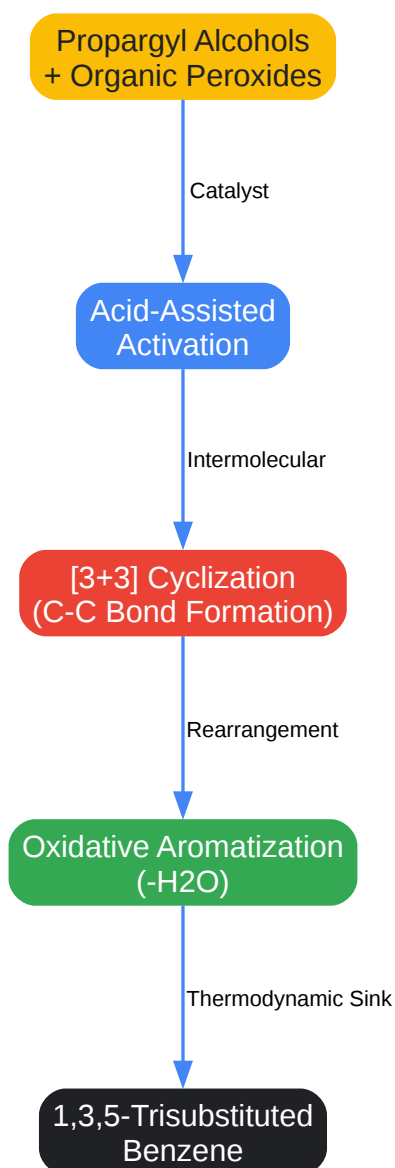 Propargyl Alcohols
+ Organic Peroxides
Catalyst
Acid-Assisted
Activation
Intermolecular
[3+3] Cyclization
(C-C Bond Formation)
Rearrangement
Oxidative Aromatization
(-H2O)
Thermodynamic Sink
1,3,5-Trisubstituted
Benzene